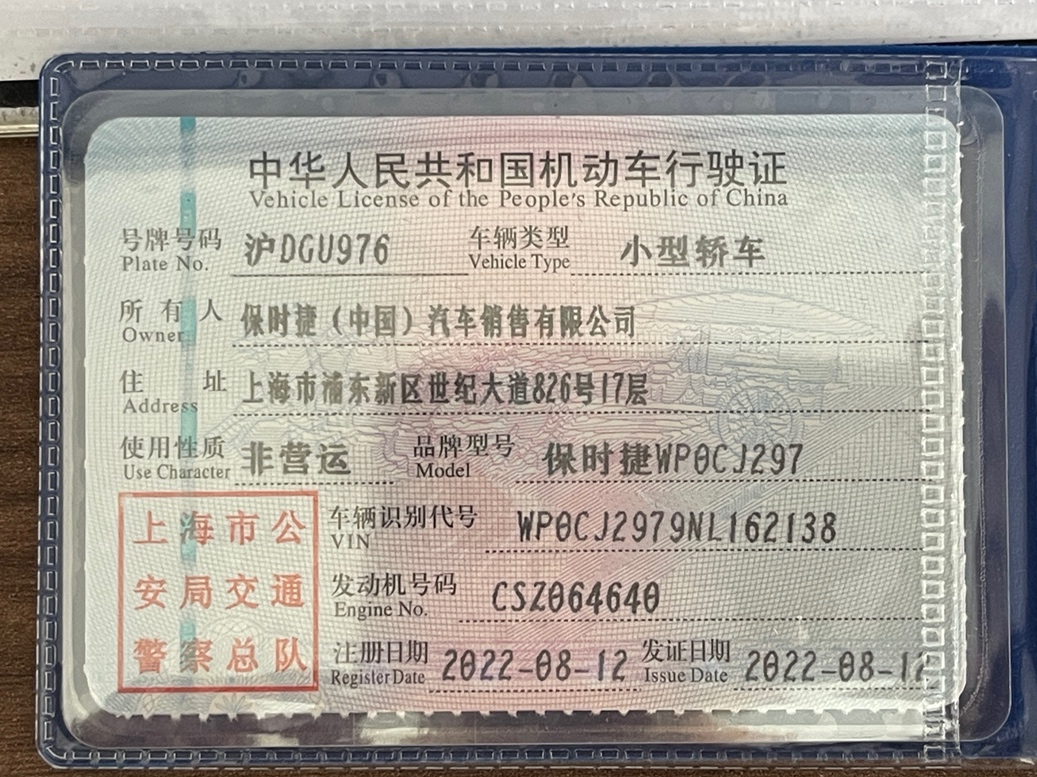 中华人民共和国机动车行驶证
Vehicle License of the People's Republic of China
号牌号码 沪DGU976 车辆类型 小型轿车
Plate No. Vehicle Type
所有人 保时捷（中国）汽车销售有限公司
Owner
住址 上海市浦东新区世纪大道826号17层
Address
使用性质 非营运 品牌型号 保时捷WP0CJ297
Use Character Model
上海市公
安局交通
警察总队
车辆识别代号 WP0CJ2979NL162138
VIN
发动机号码 CSZ064640
Engine No.
注册日期 2022-08-12 发证日期 2022-08-12
Register Date Issue Date